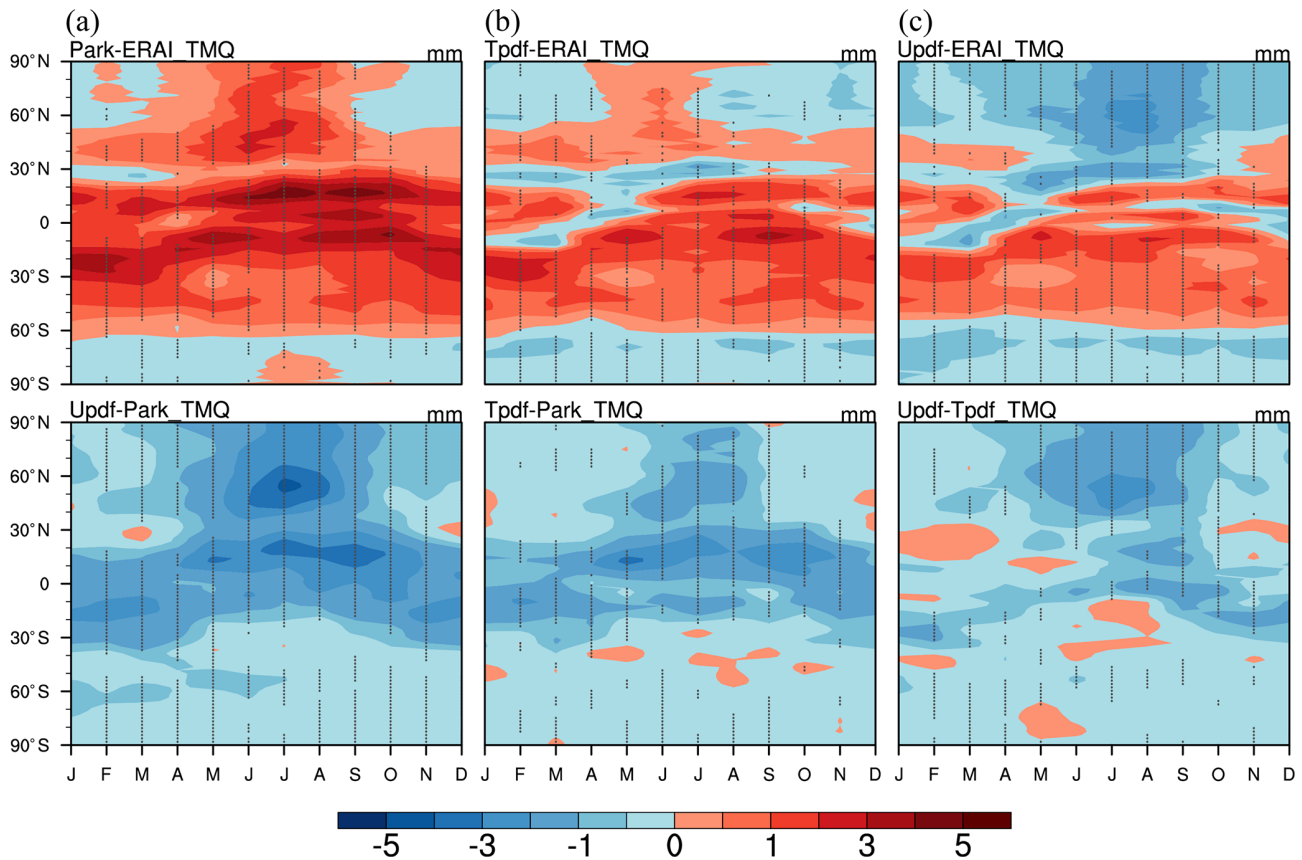 (a) (b) (c)
Park-ERAI_TMQ mm Tpdf-ERAI_TMQ mm Updf-ERAI_TMQ mm
90°N
60°N
30°N
0
30°S
60°S
90°S
Updf-Park_TMQ mm Tpdf-Park_TMQ mm Updf-Tpdf_TMQ mm
90°N
60°N
30°N
0
30°S
60°S
90°S
J F M A M J J A S O N D J F M A M J J A S O N D J F M A M J J A S O N D
-5 -3 -1 0 1 3 5